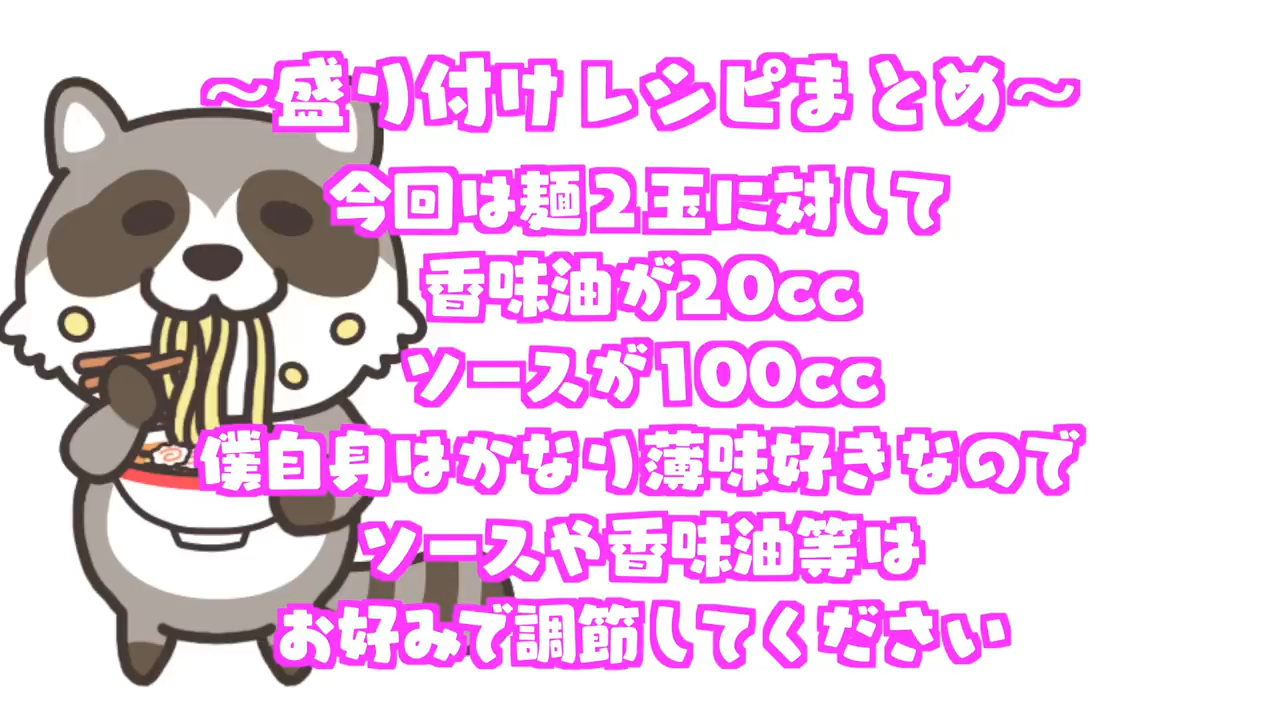 ～盛り付けレシピまとめ～
今回は麺2玉に対して
香味油が20cc
ソースが100cc
僕自身はかなり薄味好きなので
ソースや香味油等は
お好みで調節してください